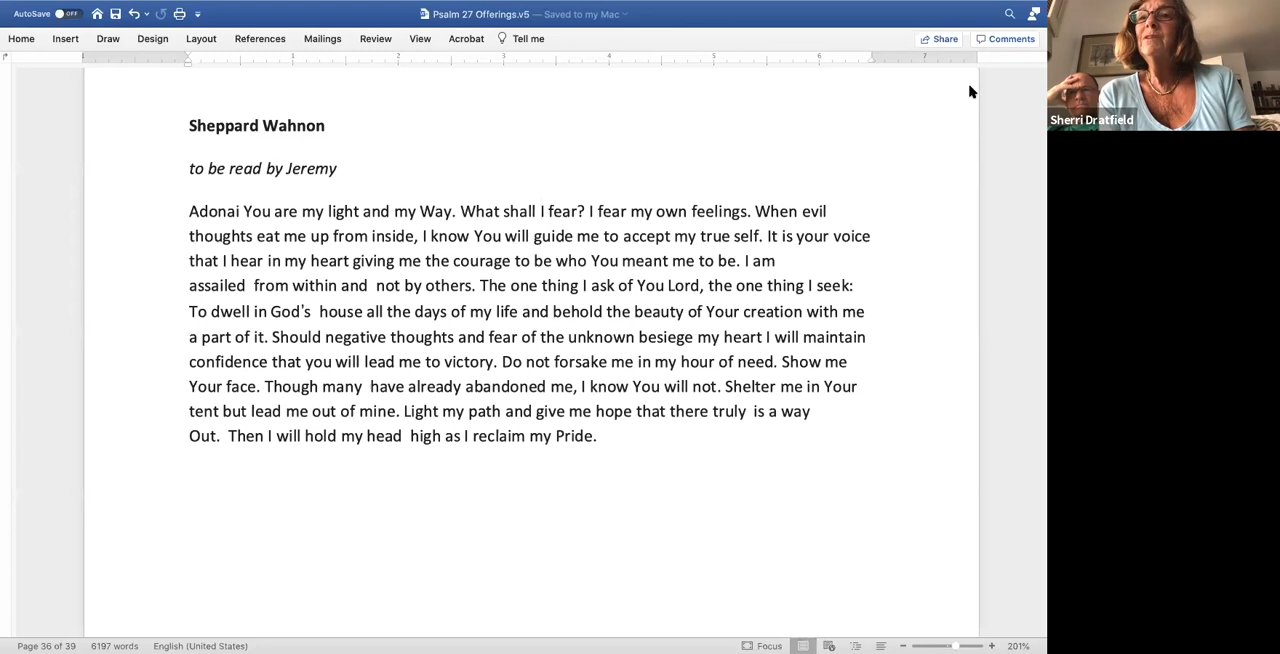 AutoSave OFF Psalm 27 Offerings.v5 — Saved to my Mac
Home Insert Draw Design Layout References Mailings Review View Acrobat Tell me Share Comments
1 2 3 4 5 6 7
Sheppard Wahnon
to be read by Jeremy
Adonai You are my light and my Way. What shall I fear? I fear my own feelings. When evil
thoughts eat me up from inside, I know You will guide me to accept my true self. It is your voice
that I hear in my heart giving me the courage to be who You meant me to be. I am
assailed  from within and  not by others. The one thing I ask of You Lord, the one thing I seek:
To dwell in God's  house all the days of my life and behold the beauty of Your creation with me
a part of it. Should negative thoughts and fear of the unknown besiege my heart I will maintain
confidence that you will lead me to victory. Do not forsake me in my hour of need. Show me
Your face. Though many  have already abandoned me, I know You will not. Shelter me in Your
tent but lead me out of mine. Light my path and give me hope that there truly  is a way
Out.  Then I will hold my head  high as I reclaim my Pride.
Page 36 of 39 6197 words English (United States) Focus 201%
Sherri Dratfield